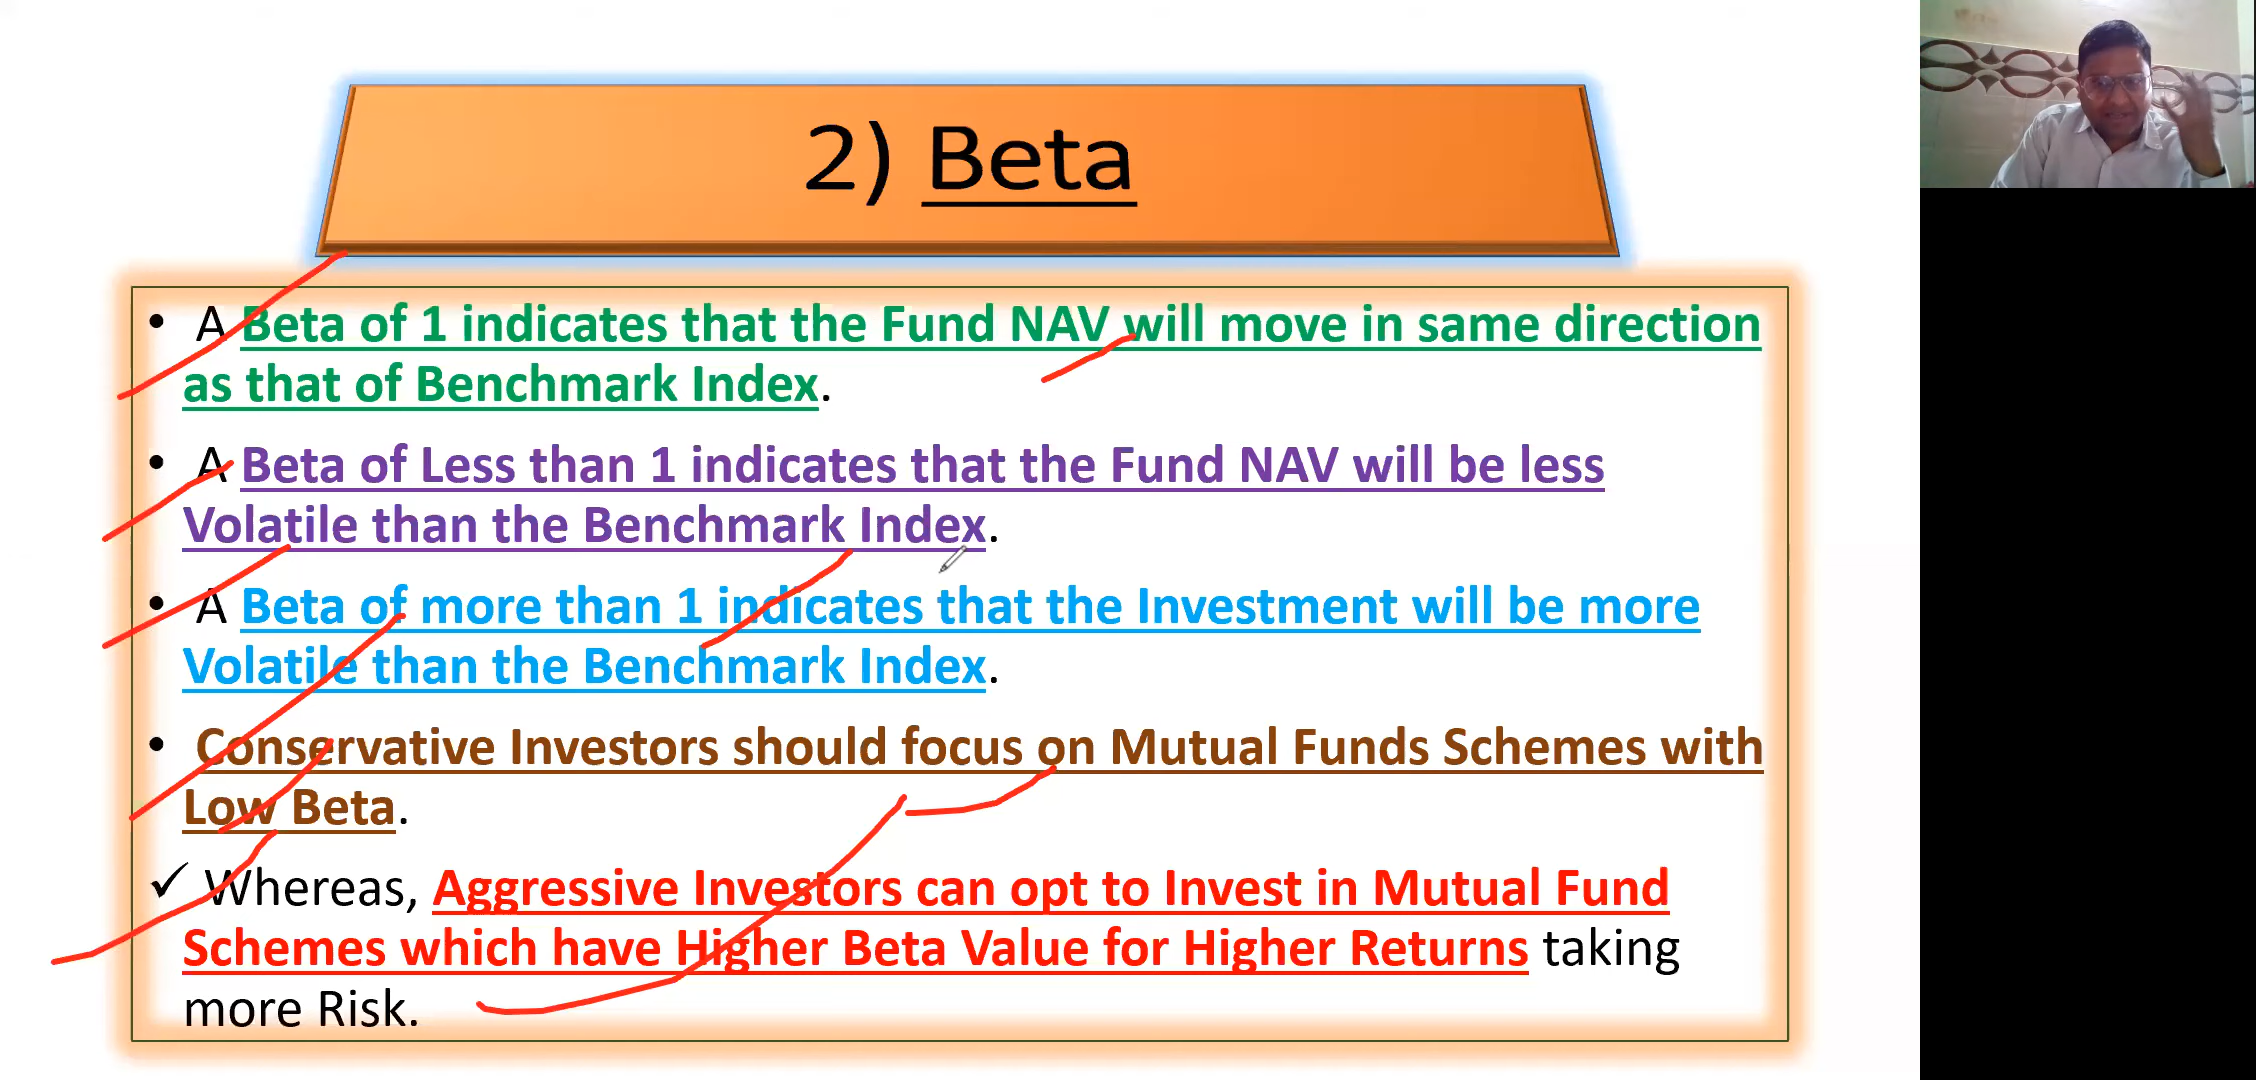 2) Beta
• A Beta of 1 indicates that the Fund NAV will move in same direction
as that of Benchmark Index.
• A Beta of Less than 1 indicates that the Fund NAV will be less
Volatile than the Benchmark Index.
• A Beta of more than 1 indicates that the Investment will be more
Volatile than the Benchmark Index.
• Conservative Investors should focus on Mutual Funds Schemes with
Low Beta.
✓ Whereas, Aggressive Investors can opt to Invest in Mutual Fund
Schemes which have Higher Beta Value for Higher Returns taking
more Risk.